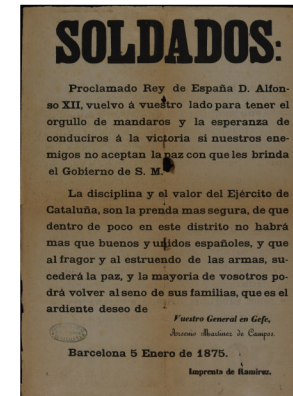 SOLDADOS:
Proclamado Rey de España D. Alfon-
so XII, vuelvo á vuestro lado para tener el
orgullo de mandaros y la esperanza de
conduciros á la victoria si nuestros ene-
migos no aceptan la paz con que les brinda
el Gobierno de S. M.
La disciplina y el valor del Ejército de
Cataluña, son la prenda mas segura, de que
dentro de poco en este distrito no habrá
mas que buenos y unidos españoles, y que
al fragor y al estruendo de las armas, su-
cederá la paz, y la mayoria de vosotros po-
drá volver al seno de sus familias, que es el
ardiente deseo de
Vuestro General en Gefe,
Arsenio Martinez de Campos.
Barcelona 5 Enero de 1875.
Imprenta de Ramirez.